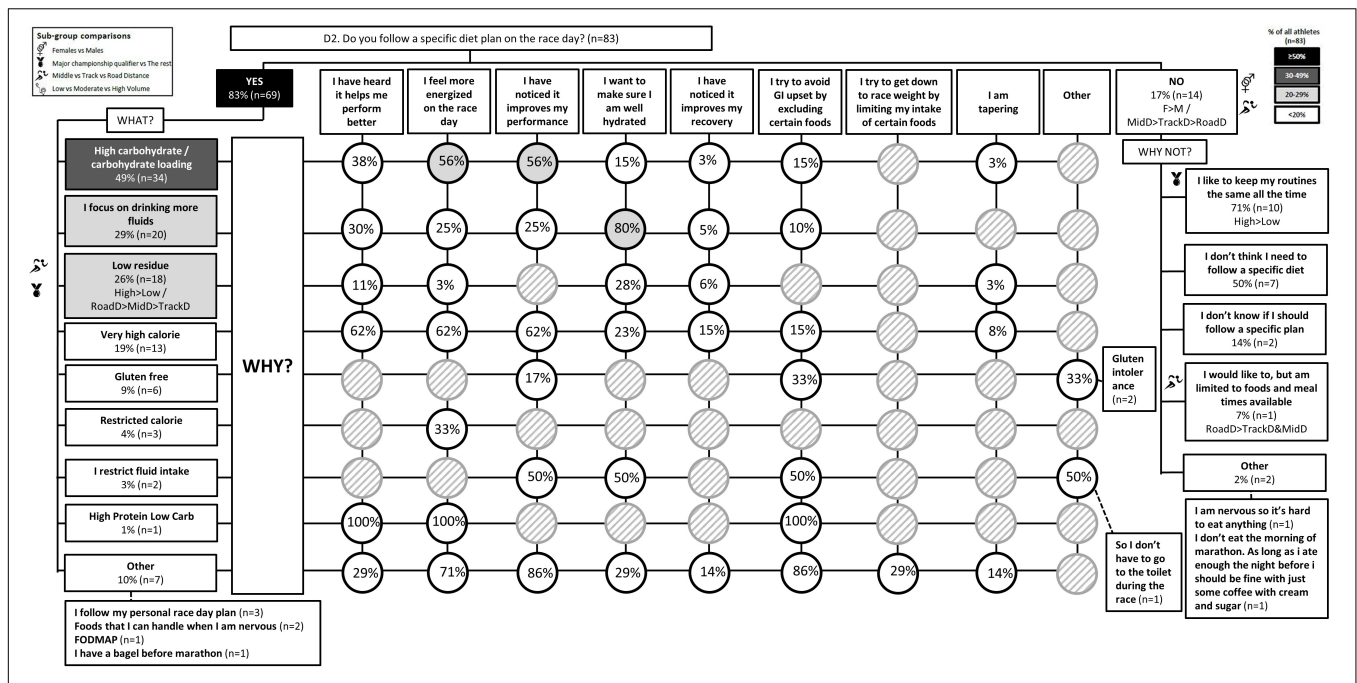 Sub-group comparisons
Females vs Males
Major championship qualifier vs The rest
Middle vs Track vs Road Distance
Low vs Moderate vs High Volume
D2. Do you follow a specific diet plan on the race day? (n=83)
% of all athletes
(n=83)
≥50%
30-49%
20-29%
<20%
YES
83% (n=69)
I have heard
it helps me
perform
better
I feel more
energized
on the race
day
I have
noticed it
improves my
performance
I want to
make sure I
am well
hydrated
I have
noticed it
improves my
recovery
I try to avoid
GI upset by
excluding
certain foods
I try to get down
to race weight by
limiting my intake
of certain foods
I am
tapering
Other
NO
17% (n=14)
F>M /
MidD>TrackD>RoadD
WHAT?
WHY?
WHY NOT?
High carbohydrate /
carbohydrate loading
49% (n=34)
38%
56%
56%
15%
3%
15%
3%
I focus on drinking more
fluids
29% (n=20)
30%
25%
25%
80%
5%
10%
Low residue
26% (n=18)
High>Low /
RoadD>MidD>TrackD
11%
3%
28%
6%
3%
Very high calorie
19% (n=13)
62%
62%
62%
23%
15%
15%
8%
Gluten free
9% (n=6)
17%
33%
33%
Gluten
intoler
ance
(n=2)
Restricted calorie
4% (n=3)
33%
I restrict fluid intake
3% (n=2)
50%
50%
50%
50%
So I don't
have to go
to the toilet
during the
race (n=1)
High Protein Low Carb
1% (n=1)
100%
100%
100%
Other
10% (n=7)
29%
71%
86%
29%
14%
86%
29%
14%
I follow my personal race day plan (n=3)
Foods that I can handle when I am nervous (n=2)
FODMAP (n=1)
I have a bagel before marathon (n=1)
I like to keep my routines
the same all the time
71% (n=10)
High>Low
I don't think I need to
follow a specific diet
50% (n=7)
I don't know if I should
follow a specific plan
14% (n=2)
I would like to, but am
limited to foods and meal
times available
7% (n=1)
RoadD>TrackD&MidD
Other
2% (n=2)
I am nervous so it's hard
to eat anything (n=1)
I don't eat the morning of
marathon. As long as i ate
enough the night before i
should be fine with just
some coffee with cream
and sugar (n=1)